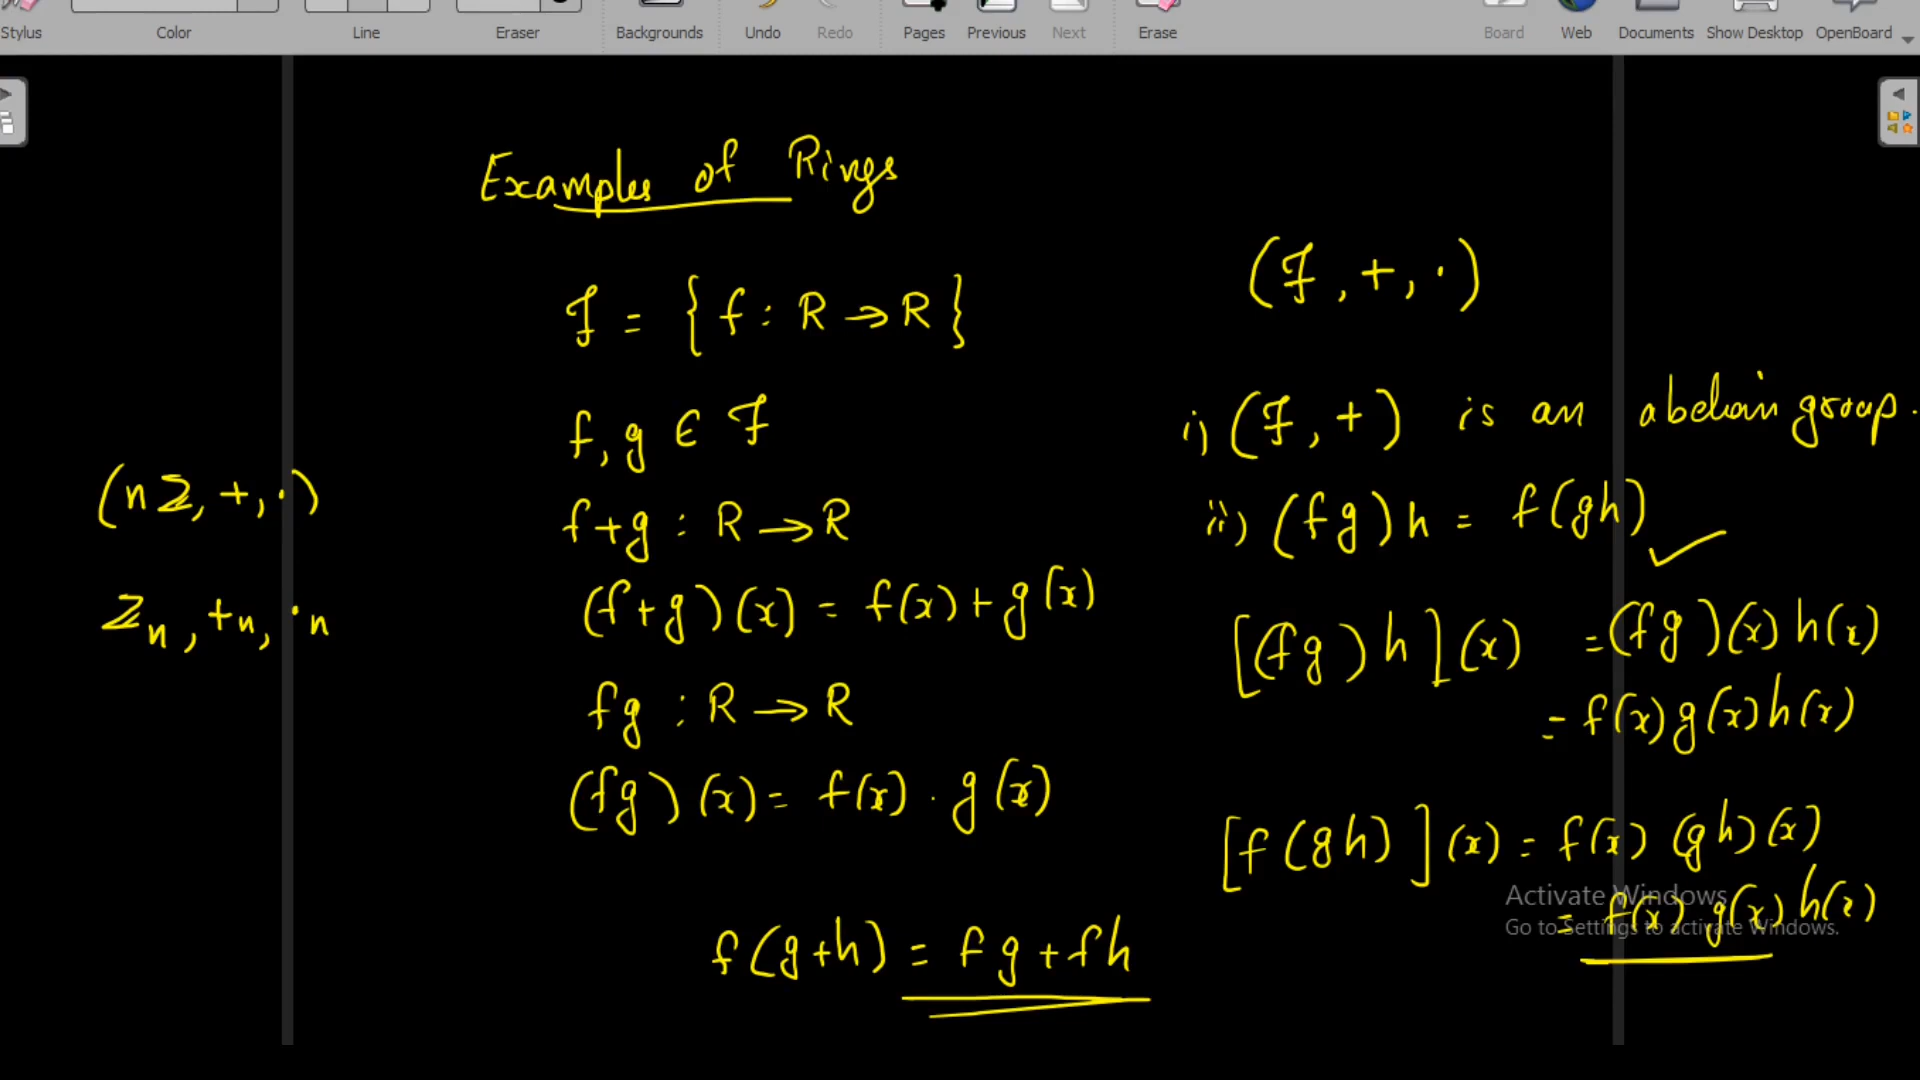 Stylus Color Line Eraser Backgrounds Undo Redo Pages Previous Next Erase Board Web Documents Show Desktop OpenBoard
Examples of Rings
𝓕 = { f : R → R }
f, g ∈ 𝓕
f+g : R → R
(f+g)(x) = f(x) + g(x)
fg : R → R
(fg)(x) = f(x) · g(x)
f(g+h) = fg + fh
(nZ, +, ·)
Zn, +n, ·n
(𝓕, +, ·)
i) (𝓕, +) is an abelian group.
ii) (fg)h = f(gh) ✓
[(fg)h](x) = (fg)(x) h(x)
= f(x) g(x) h(x)
[f(gh)](x) = f(x) (gh)(x)
= f(x) g(x) h(x)
Activate Windows
Go to Settings to activate Windows.